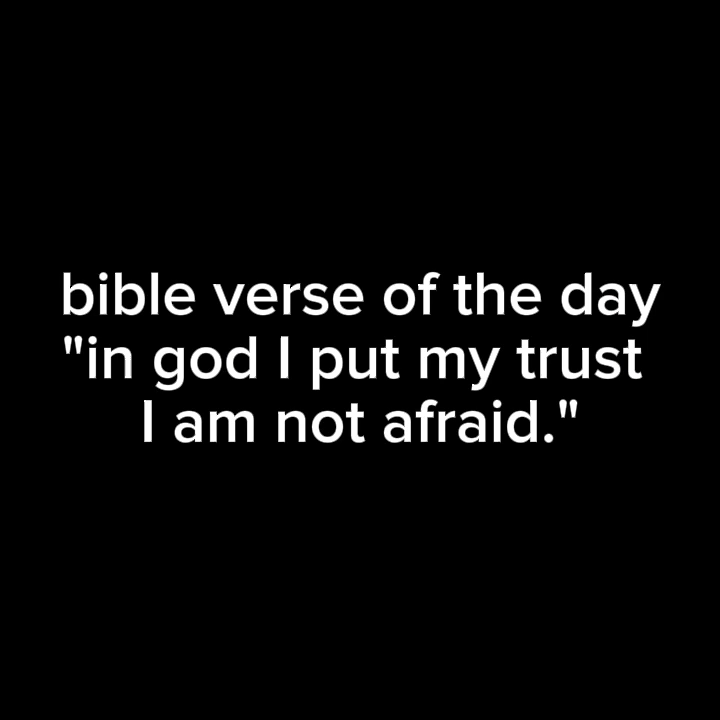 bible verse of the day
"in god I put my trust
I am not afraid."